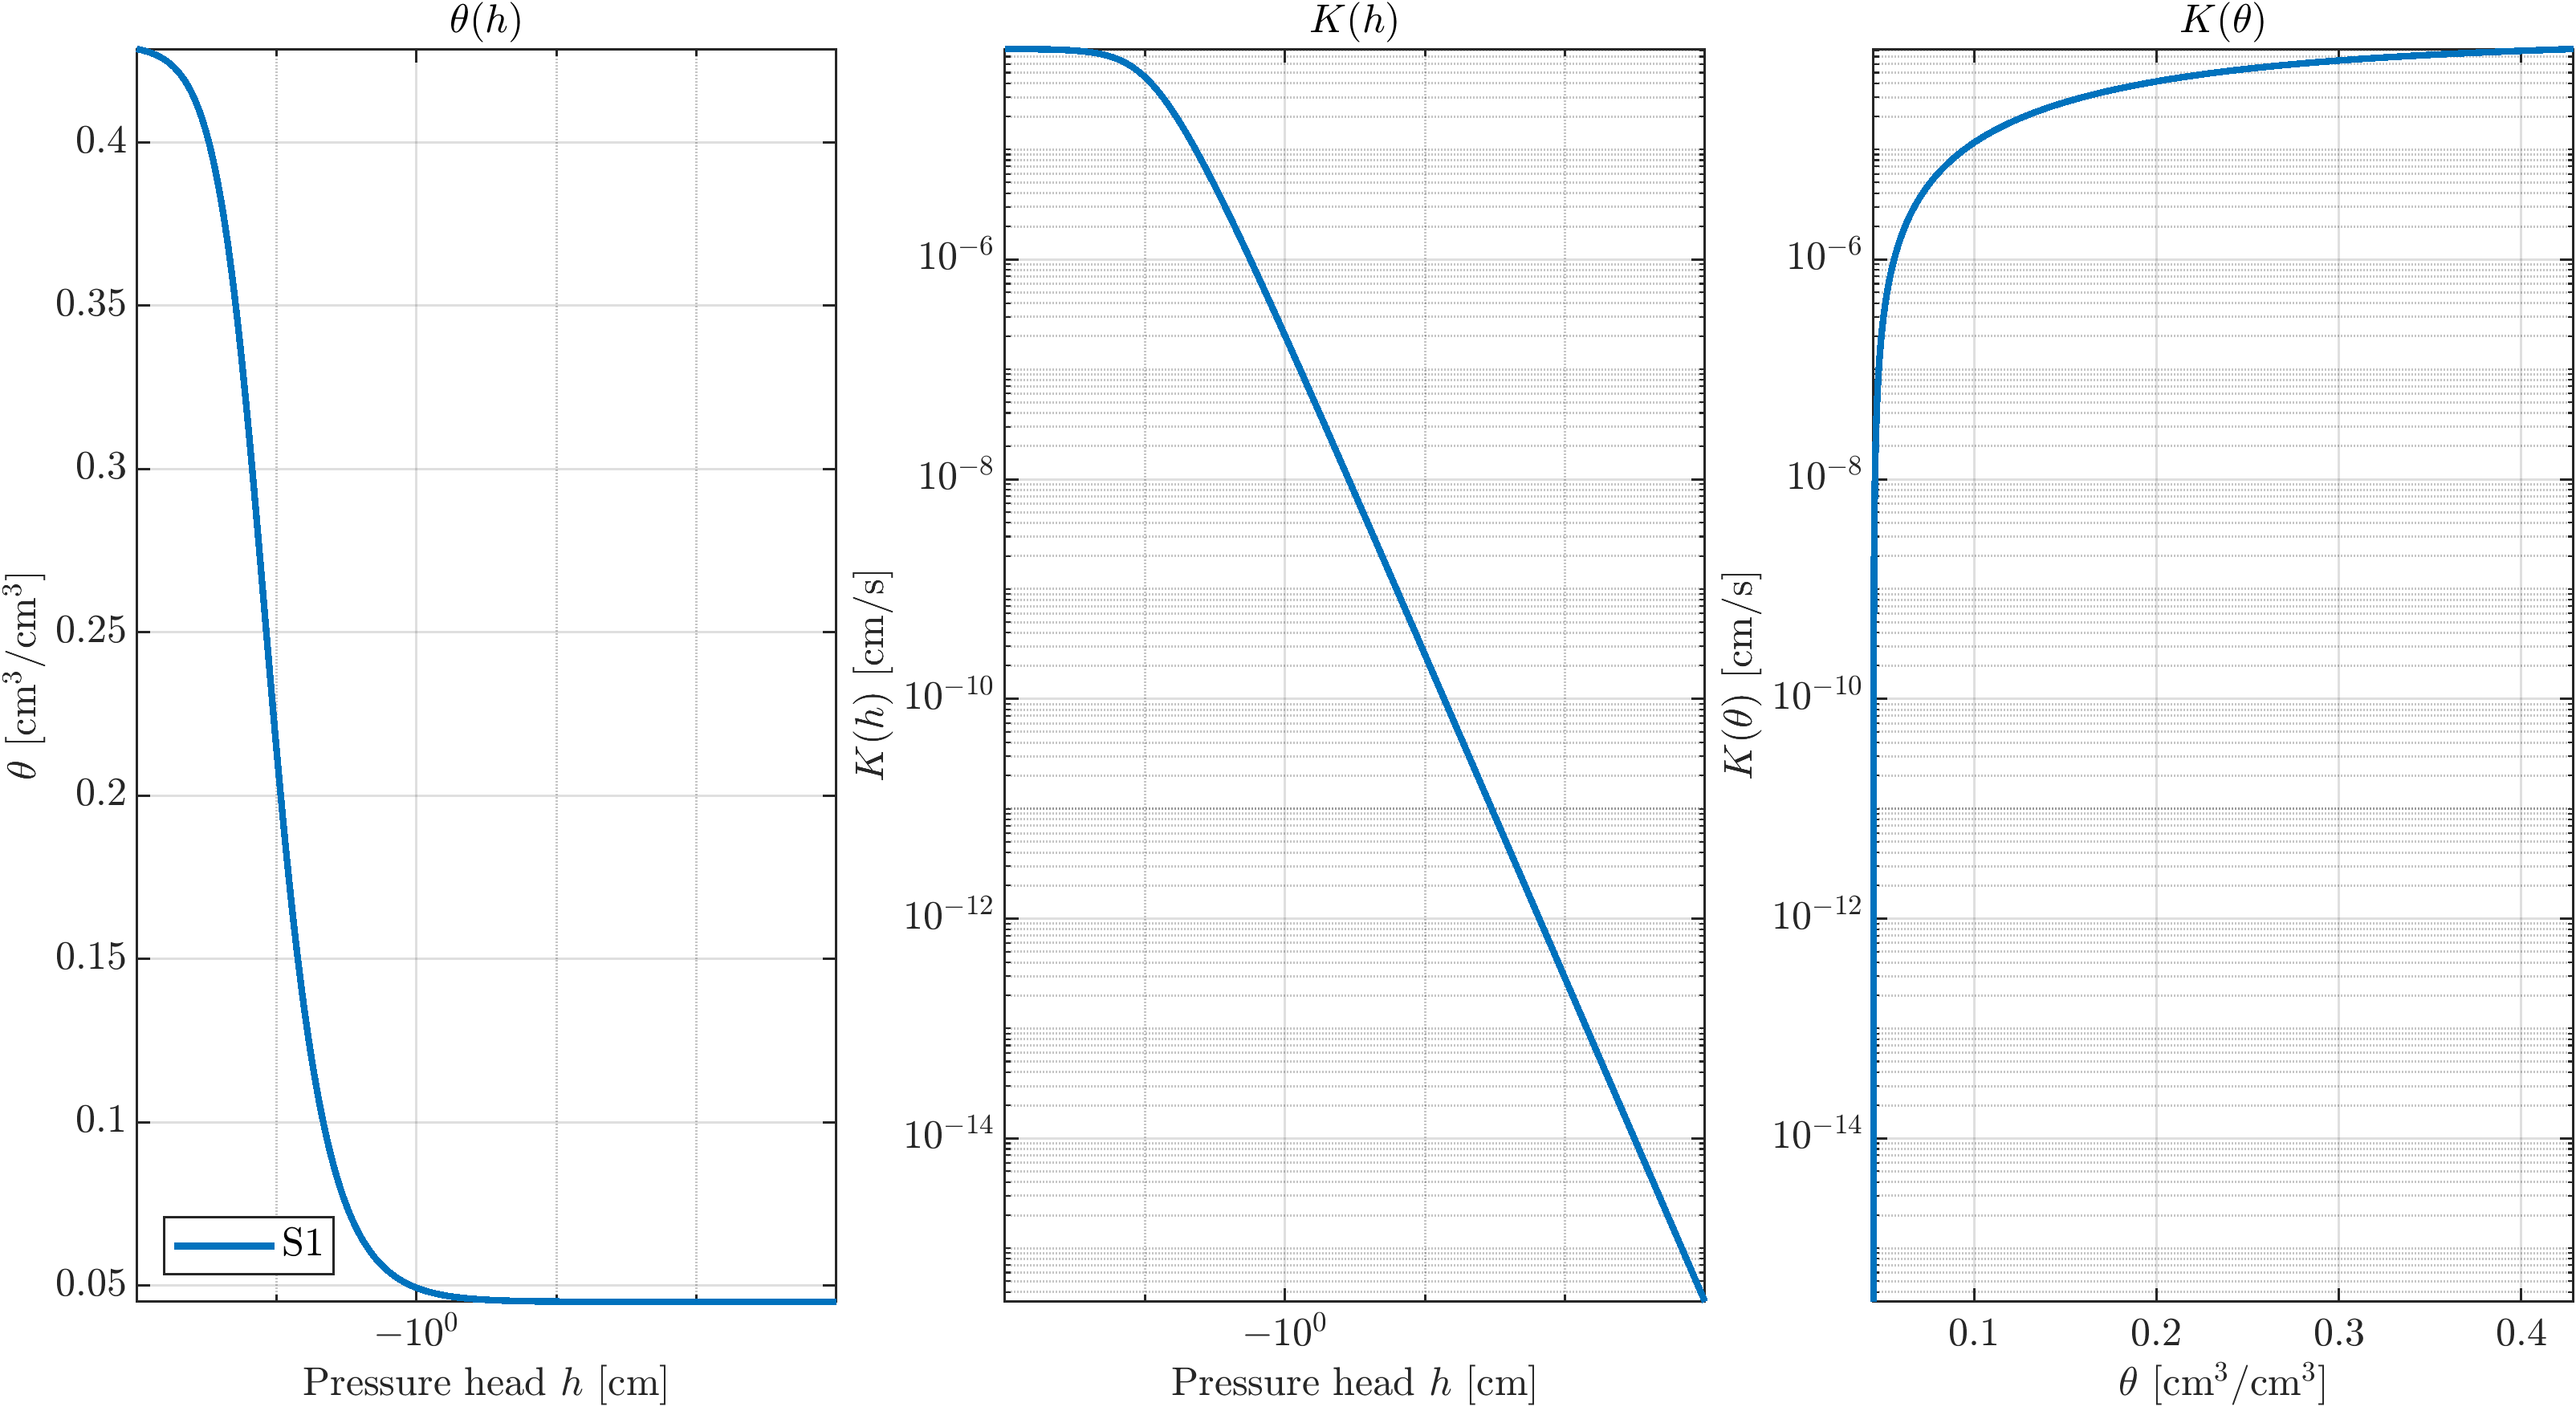 θ(h)
0.4
0.35
0.3
0.25
0.2
0.15
0.1
0.05
θ [cm³/cm³]
S1
−10⁰
Pressure head h [cm]
K(h)
10⁻⁶
10⁻⁸
10⁻¹⁰
10⁻¹²
10⁻¹⁴
K(h) [cm/s]
−10⁰
Pressure head h [cm]
K(θ)
10⁻⁶
10⁻⁸
10⁻¹⁰
10⁻¹²
10⁻¹⁴
K(θ) [cm/s]
0.1 0.2 0.3 0.4
θ [cm³/cm³]